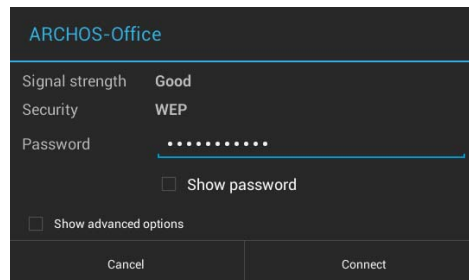 ARCHOS-Office
Signal strength Good
Security WEP
Password •••••••••••
Show password
Show advanced options
Cancel Connect